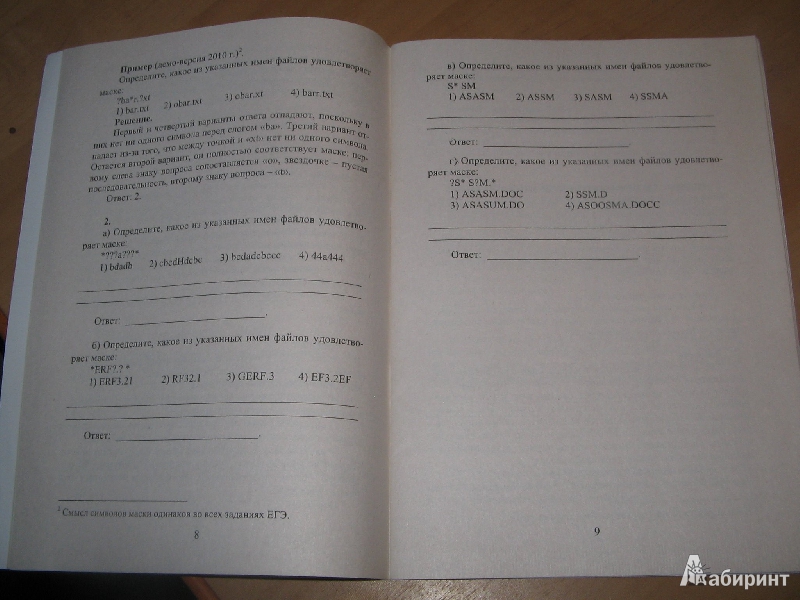 Пример (демо-версия 2010 г.)².
Определите, какое из указанных имен файлов удовлетворяет
маске:
?ba*r.?xt
1) bar.txt 2) obar.txt 3) obar.xt 4) barr.txt
Решение.
Первый и четвертый варианты ответа отпадают, поскольку в
них нет ни одного символа перед слогом «ba». Третий вариант от-
падает из-за того, что между точкой и «xt» нет ни одного символа.
Остается второй вариант, он полностью соответствует маске: пер-
вому слева знаку вопроса сопоставляется «o», звездочке – пустая
последовательность, второму знаку вопроса –
Ответ: 2.
2.
а) Определите, какое из указанных имен файлов удовлетво-
ряет маске:
*???a???*
1) bdadb 2) 3) 4) 44a444
Ответ:
б) Определите, какое из указанных имен файлов удовлетво-
ряет маске:
*ERF?.? *
1) ERF3.21 2) RF32.1 3) GERF.3 4) EF3.2EF
Ответ:
² Смысл символов маски одинаков во всех заданиях ЕГЭ.
8
в) Определите, какое из указанных имен файлов удовлетво-
ряет маске:
S* SM
1) ASASM 2) ASSM 3) SASM 4) SSMA
Ответ:
г) Определите, какое из указанных имен файлов удовлетво-
ряет маске:
?S* S?M.*
1) ASASM.DOC 2) SSM.D
3) ASASUM.DO 4) ASOOSMA.DOCC
Ответ:
9
Лабиринт